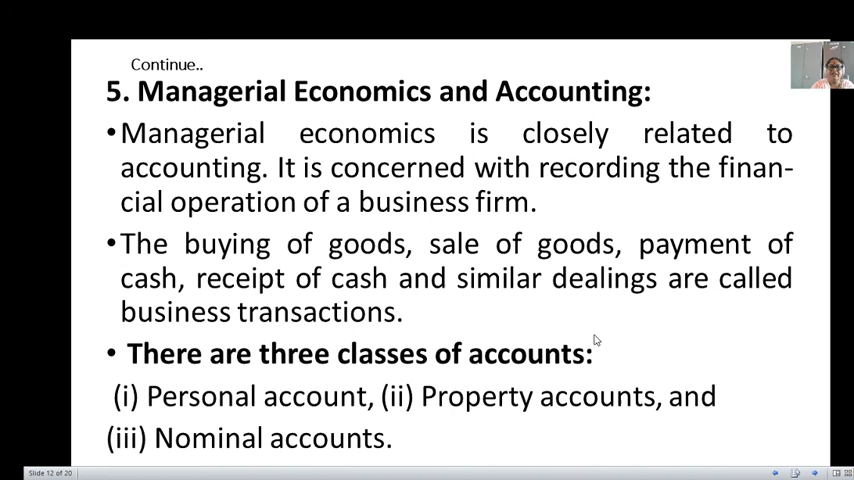 Continue..
5. Managerial Economics and Accounting:
•Managerial economics is closely related to
accounting. It is concerned with recording the finan-
cial operation of a business firm.
•The buying of goods, sale of goods, payment of
cash, receipt of cash and similar dealings are called
business transactions.
• There are three classes of accounts:
(i) Personal account, (ii) Property accounts, and
(iii) Nominal accounts.
Slide 12 of 20